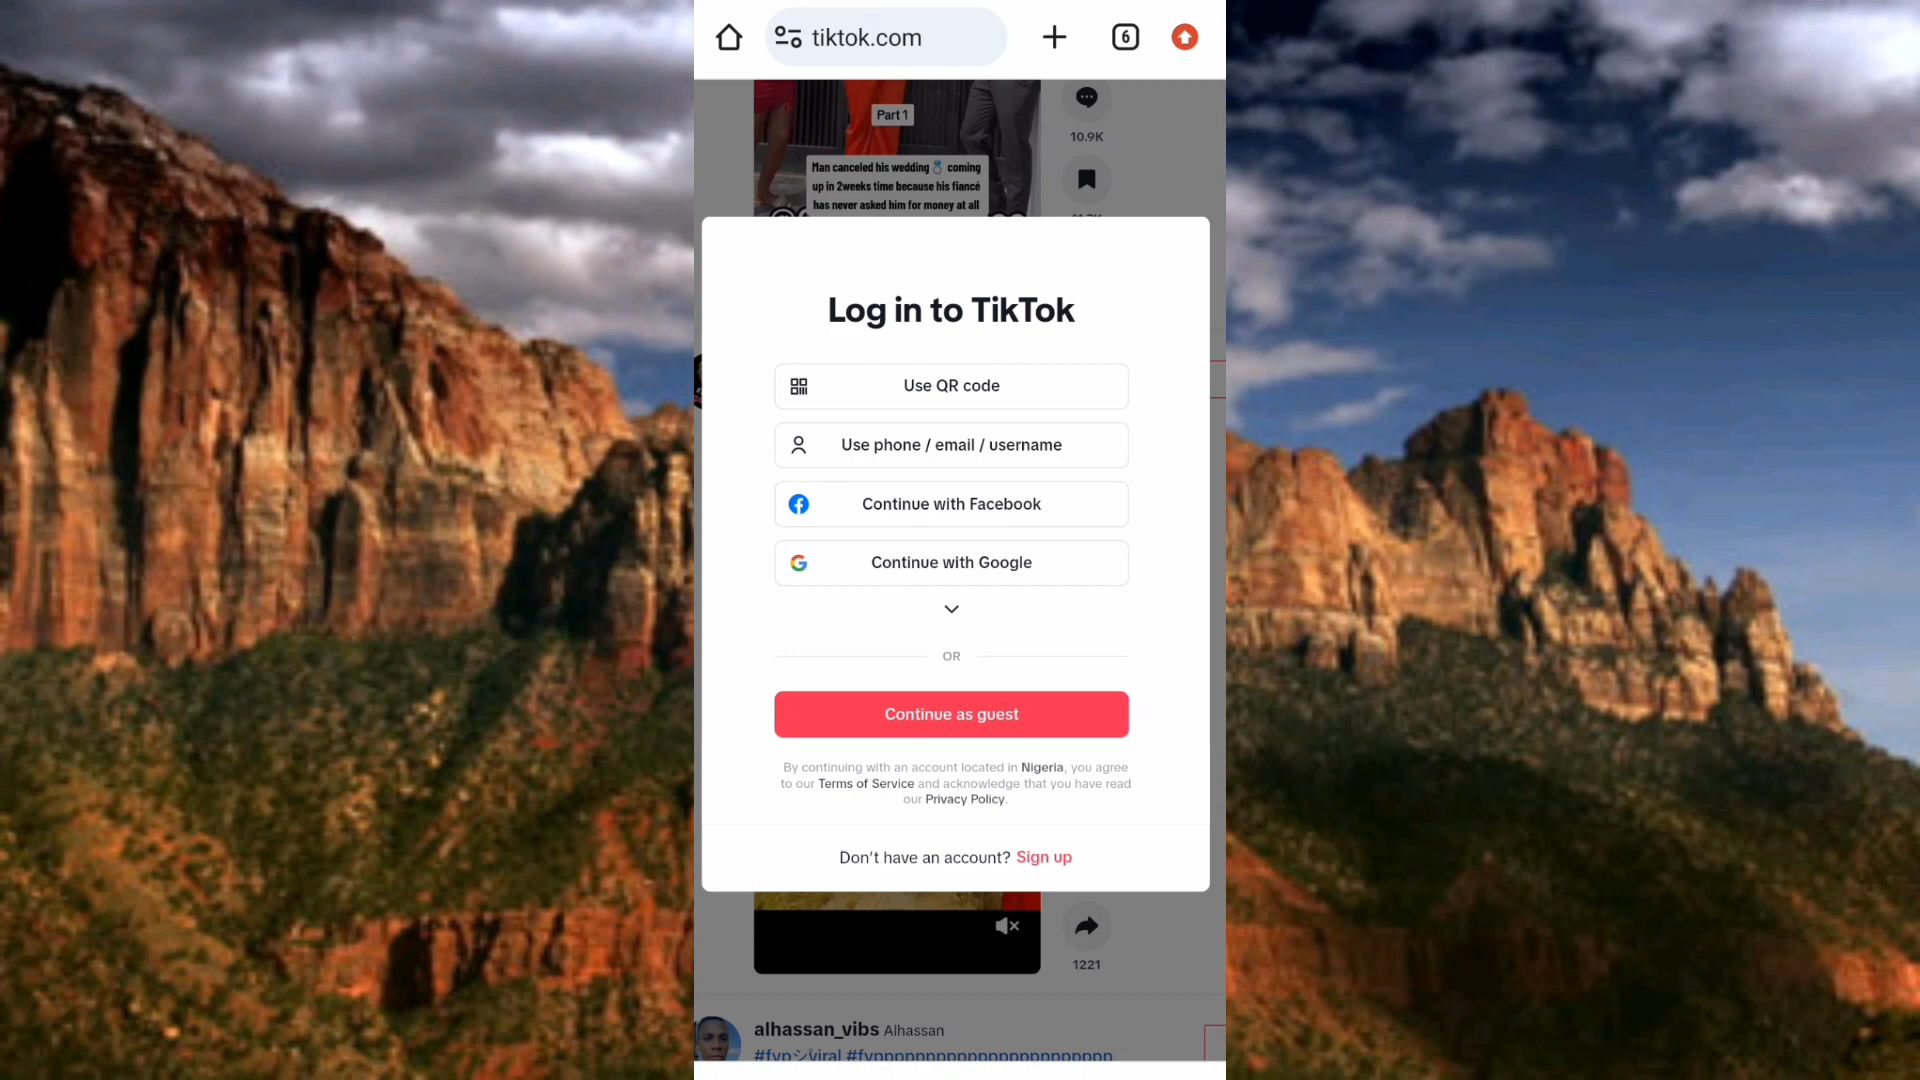 tiktok.com
6
Part 1
10.9K
Man canceled his wedding💍 coming
up in 2weeks time because his fiancé
has never asked him for money at all
Log in to TikTok
Use QR code
Use phone / email / username
Continue with Facebook
Continue with Google
OR
Continue as guest
By continuing with an account located in Nigeria, you agree
to our Terms of Service and acknowledge that you have read
our Privacy Policy.
Don't have an account? Sign up
1221
alhassan_vibs Alhassan